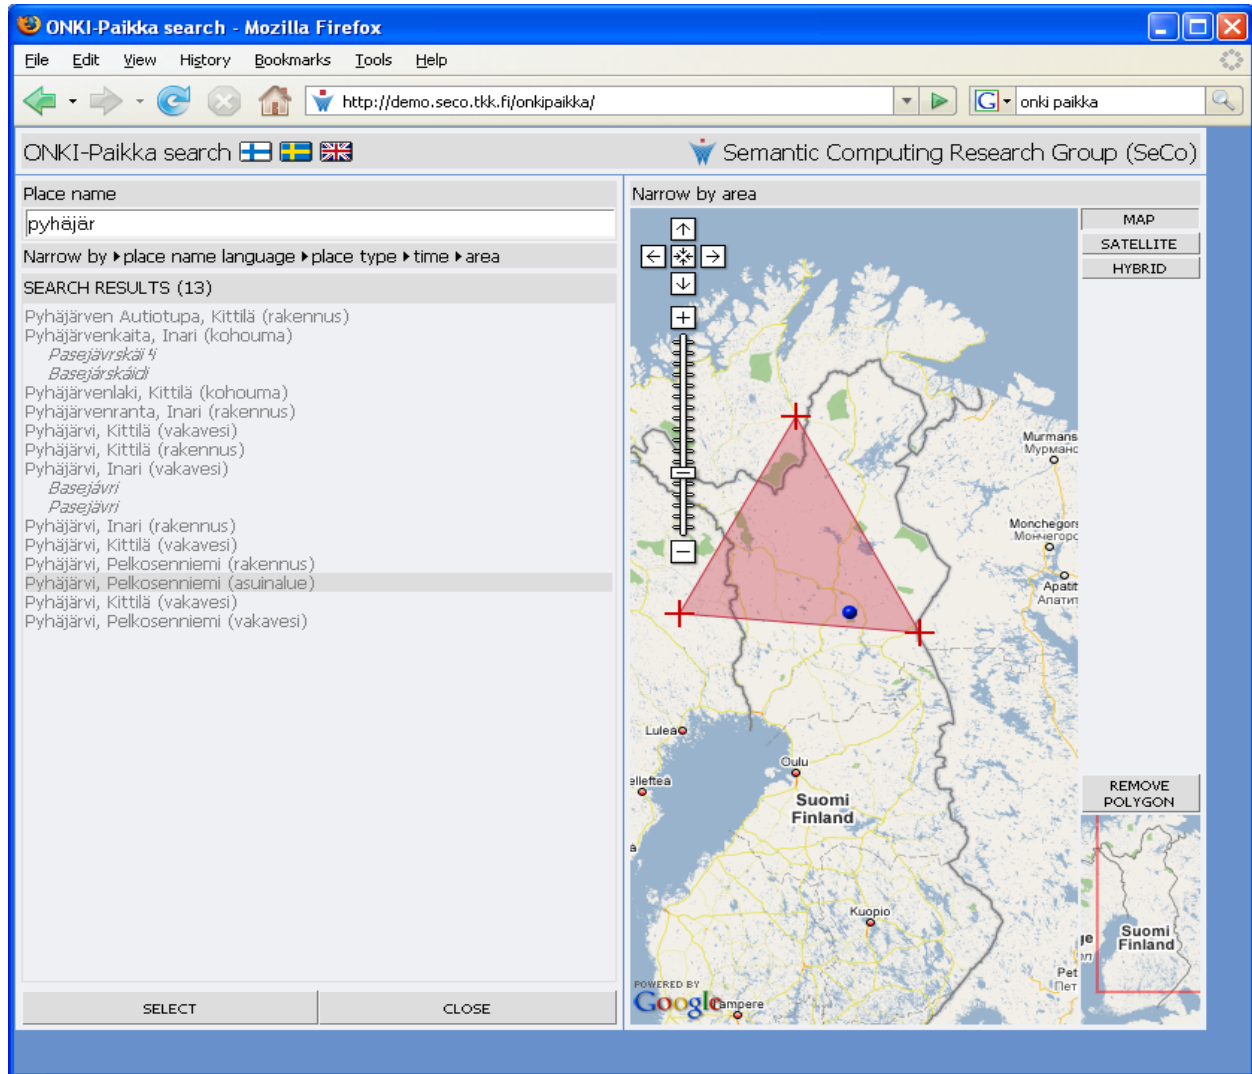 ONKI-Paikka search - Mozilla Firefox
File Edit View History Bookmarks Tools Help
http://demo.seco.tkk.fi/onkipaikka/
G onki paikka
ONKI-Paikka search
Semantic Computing Research Group (SeCo)
Place name
pyhäjär
Narrow by place name language place type time area
SEARCH RESULTS (13)
Pyhäjärven Autiotupa, Kittilä (rakennus)
Pyhäjärvenkaita, Inari (kohouma)
Basejárskáidi
Pyhäjärvenlaki, Kittilä (kohouma)
Pyhäjärvenranta, Inari (rakennus)
Pyhäjärvi, Kittilä (vakavesi)
Pyhäjärvi, Kittilä (rakennus)
Pyhäjärvi, Inari (vakavesi)
Basejávri
Pasejävri
Pyhäjärvi, Inari (rakennus)
Pyhäjärvi, Kittilä (vakavesi)
Pyhäjärvi, Pelkosenniemi (rakennus)
Pyhäjärvi, Pelkosenniemi (asuinalue)
Pyhäjärvi, Kittilä (vakavesi)
Pyhäjärvi, Pelkosenniemi (vakavesi)
SELECT
CLOSE
Narrow by area
MAP
SATELLITE
HYBRID
Murmans
Мурманс
Monchegors
Мончегорс
Apatit
Апатит
Luleå
Oulu
ellefteå
Suomi
Finland
å
Kuopio
Pet
Пет
POWERED BY
Google
Tampere
REMOVE
POLYGON
Suomi
Finland